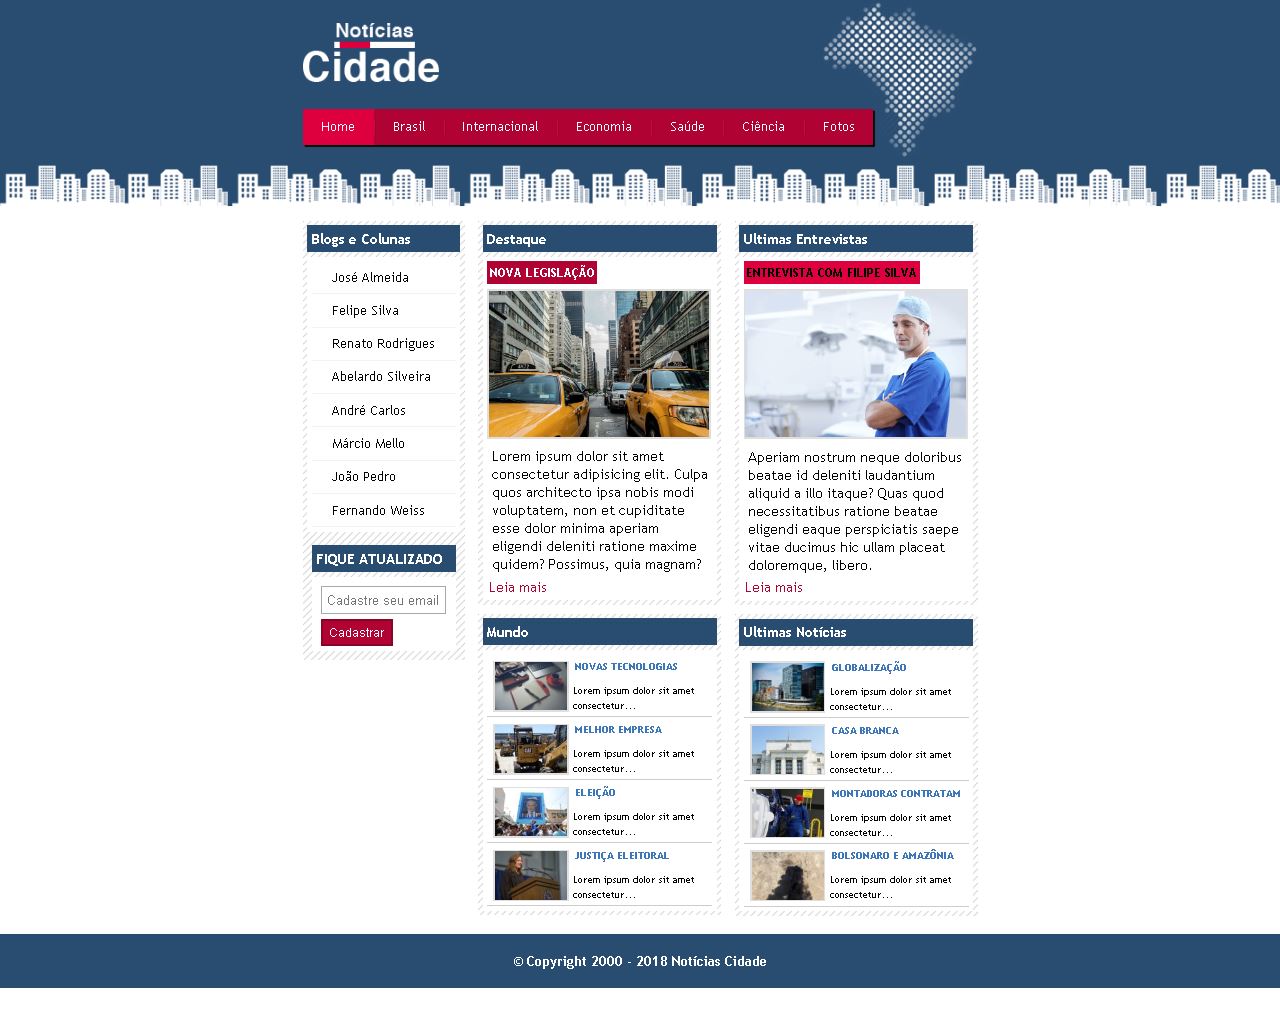 Notícias
Cidade
Home Brasil Internacional Economia Saúde Ciência Fotos
Blogs e Colunas
José Almeida
Felipe Silva
Renato Rodrigues
Abelardo Silveira
André Carlos
Márcio Mello
João Pedro
Fernando Weiss
FIQUE ATUALIZADO
Cadastre seu email
Cadastrar
Destaque
NOVA LEGISLAÇÃO
Lorem ipsum dolor sit amet
consectetur adipisicing elit. Culpa
quos architecto ipsa nobis modi
voluptatem, non et cupiditate
esse dolor minima aperiam
eligendi deleniti ratione maxime
quidem? Possimus, quia magnam?
Leia mais
Ultimas Entrevistas
ENTREVISTA COM FILIPE SILVA
Aperiam nostrum neque doloribus
beatae id deleniti laudantium
aliquid a illo itaque? Quas quod
necessitatibus ratione beatae
eligendi eaque perspiciatis saepe
vitae ducimus hic ullam placeat
doloremque, libero.
Leia mais
Mundo
NOVAS TECNOLOGIAS
Lorem ipsum dolor sit amet
consectetur...
MELHOR EMPRESA
Lorem ipsum dolor sit amet
consectetur...
ELEIÇÃO
Lorem ipsum dolor sit amet
consectetur...
JUSTIÇA ELEITORAL
Lorem ipsum dolor sit amet
consectetur...
Ultimas Notícias
GLOBALIZAÇÃO
Lorem ipsum dolor sit amet
consectetur...
CASA BRANCA
Lorem ipsum dolor sit amet
consectetur...
MONTADORAS CONTRATAM
Lorem ipsum dolor sit amet
consectetur...
BOLSONARO E AMAZÔNIA
Lorem ipsum dolor sit amet
consectetur...
© Copyright 2000 - 2018 Notícias Cidade